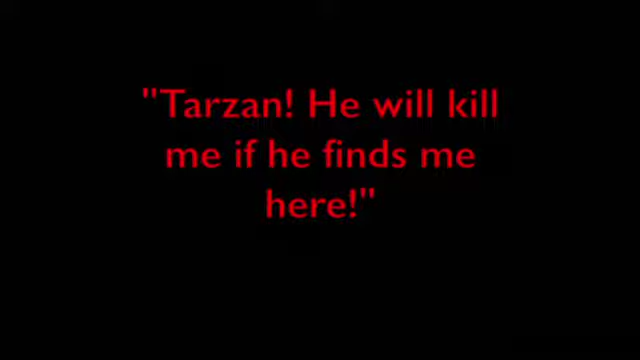 "Tarzan! He will kill
me if he finds me
here!"